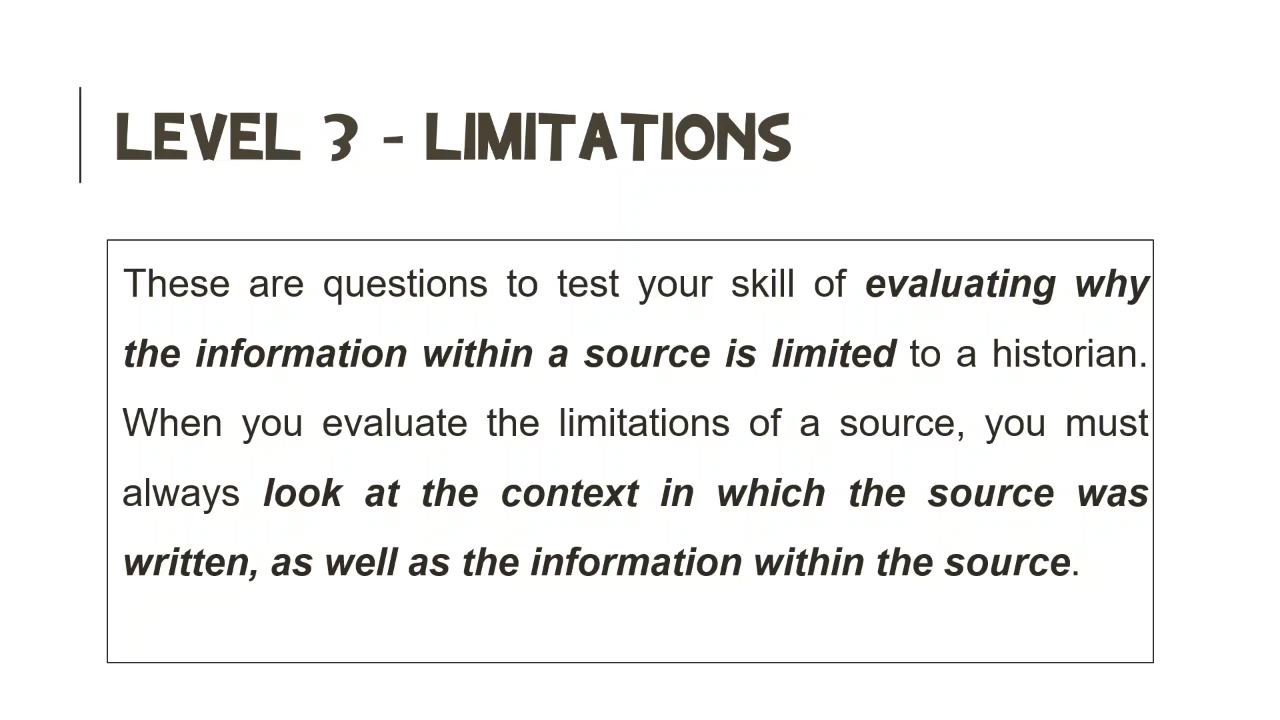 LEVEL 3 - LIMITATIONS
These are questions to test your skill of evaluating why
the information within a source is limited to a historian.
When you evaluate the limitations of a source, you must
always look at the context in which the source was
written, as well as the information within the source.